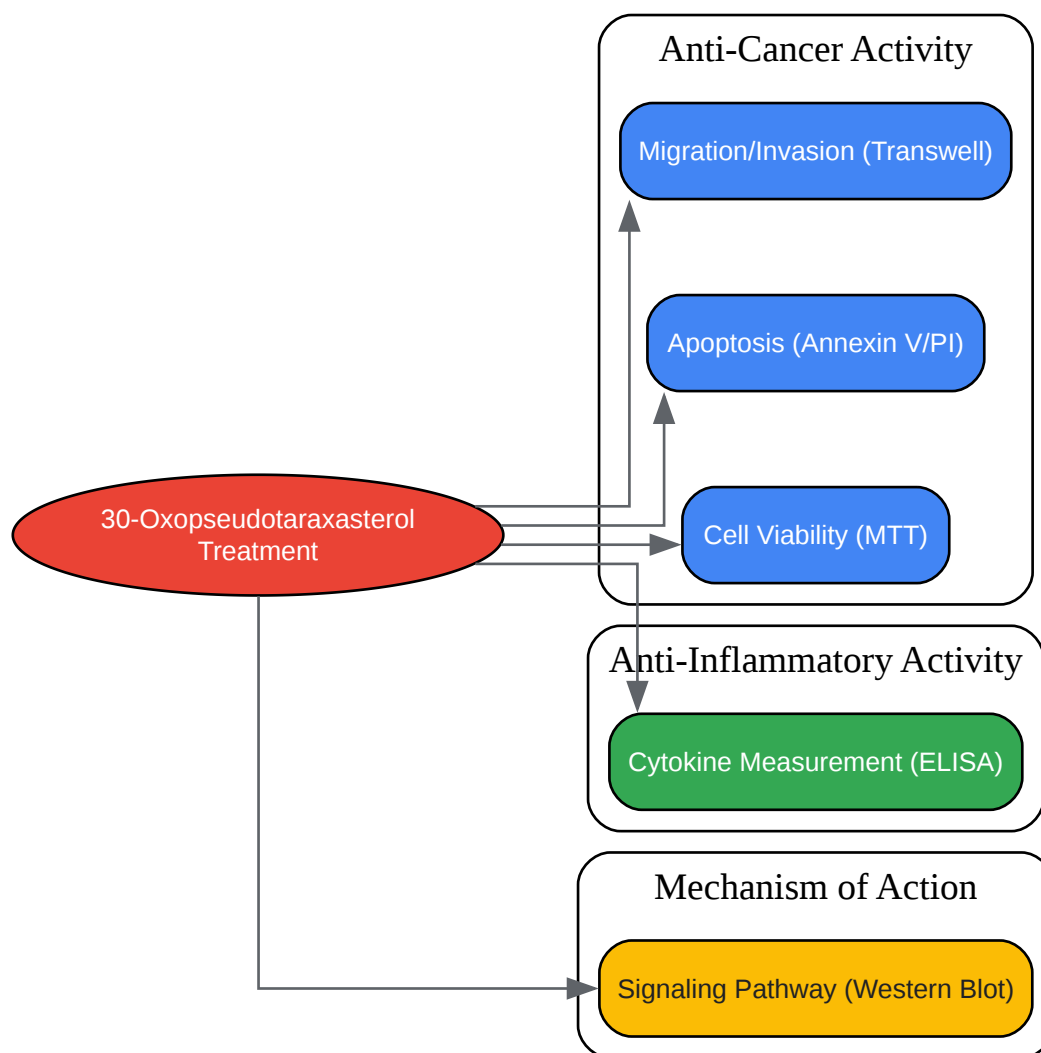 Anti-Cancer Activity
Migration/Invasion (Transwell)
Apoptosis (Annexin V/PI)
30-Oxopseudotaraxasterol
Treatment
Cell Viability (MTT)
Anti-Inflammatory Activity
Cytokine Measurement (ELISA)
Mechanism of Action
Signaling Pathway (Western Blot)